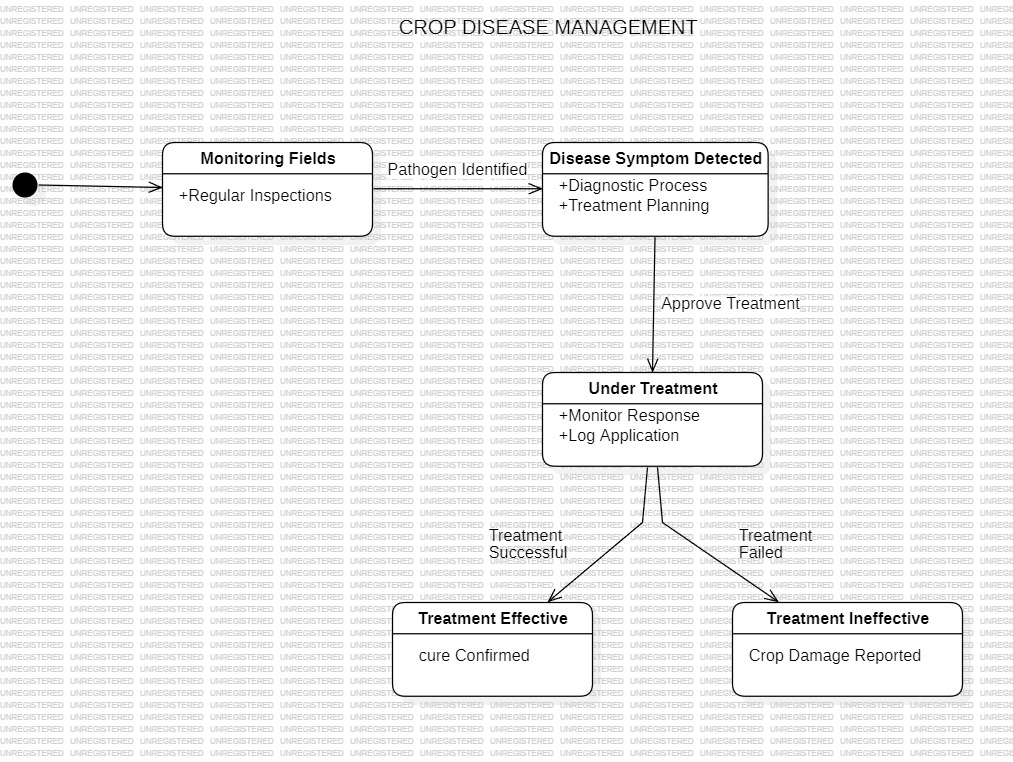 CROP DISEASE MANAGEMENT
Monitoring Fields
+Regular Inspections
Pathogen Identified
Disease Symptom Detected
+Diagnostic Process
+Treatment Planning
Approve Treatment
Under Treatment
+Monitor Response
+Log Application
Treatment
Successful
Treatment
Failed
Treatment Effective
cure Confirmed
Treatment Ineffective
Crop Damage Reported
UNREGISTERED